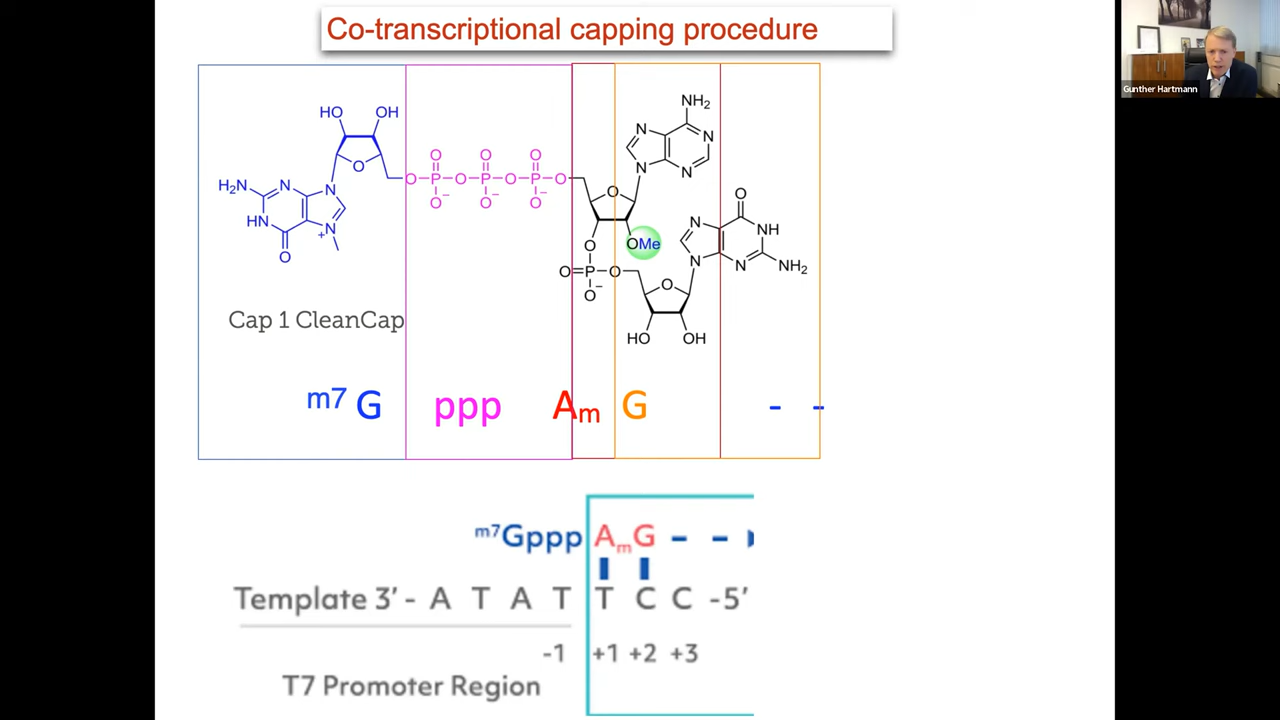 Co-transcriptional capping procedure
Gunther Hartmann
HO OH
NH2
N N
N N
O
O O O
O P O P O P O
O− O− O−
H2N N N
HN N+
O
O
O OMe
O=P O
O−
O
N NH
N N NH2
O
HO OH
Cap 1 CleanCap
m7 G ppp Am G - -
m7Gppp AmG - -
Template 3′- A T A T T C C -5′
-1 +1 +2 +3
T7 Promoter Region